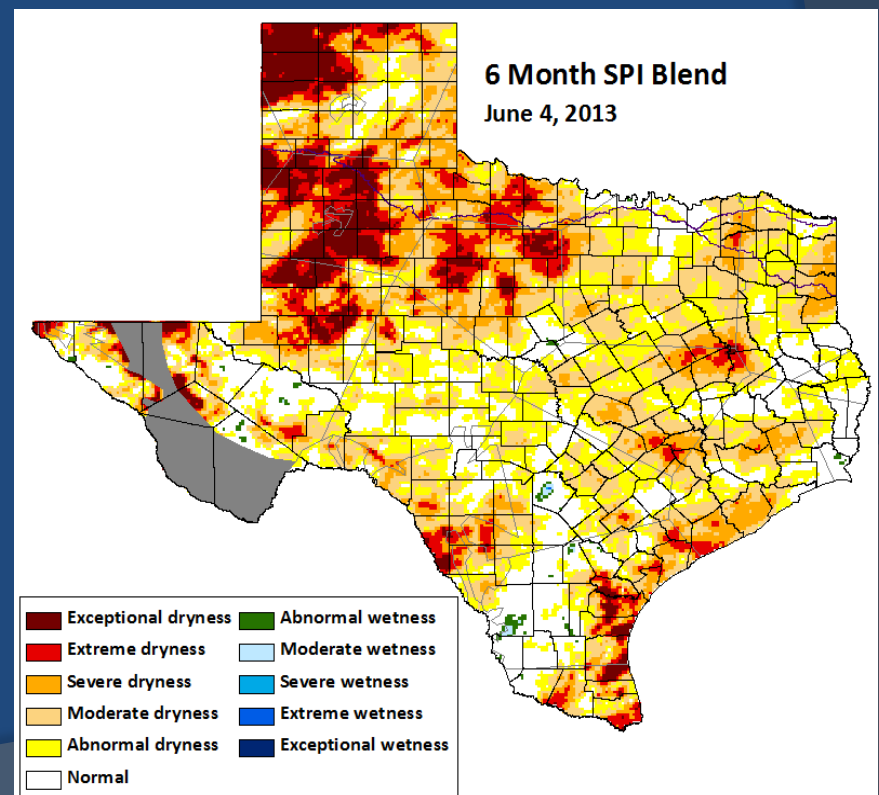 6 Month SPI Blend
June 4, 2013
Exceptional dryness
Extreme dryness
Severe dryness
Moderate dryness
Abnormal dryness
Normal
Abnormal wetness
Moderate wetness
Severe wetness
Extreme wetness
Exceptional wetness